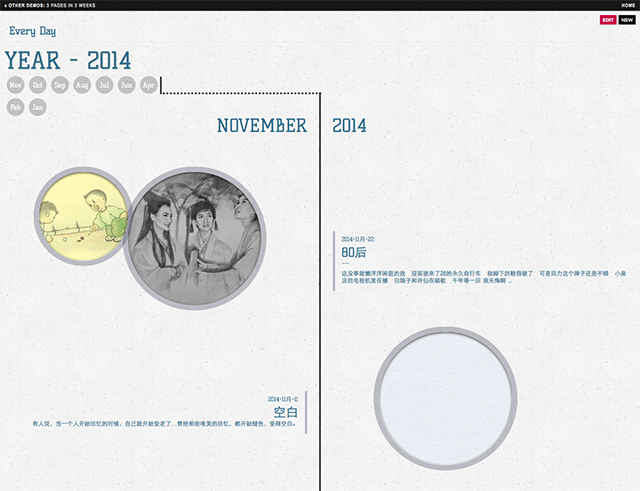 OTHER DEMOS: 3 PAGES IN 3 WEEKS
HOME
EDIT
NEW
Every Day
YEAR - 2014
Nov Oct Sep Aug Jul Jun Apr
Feb Jan
NOVEMBER 2014
2014-11月-22
80后
...
这没事就懒洋洋闲逛的我 迎面驶来了28的永久自行车 我脚下的鞋很破了 可是回力这个牌子还是不错 小卖
店的电视机里在播 白娘子和许仙在唱歌 千年等一回 我无悔啊 ...
2014-11月-11
空白
有人说，当一个人开始回忆的时候，自己就开始变老了...曾经那些唯美的回忆，都开始褪色，变得空白。